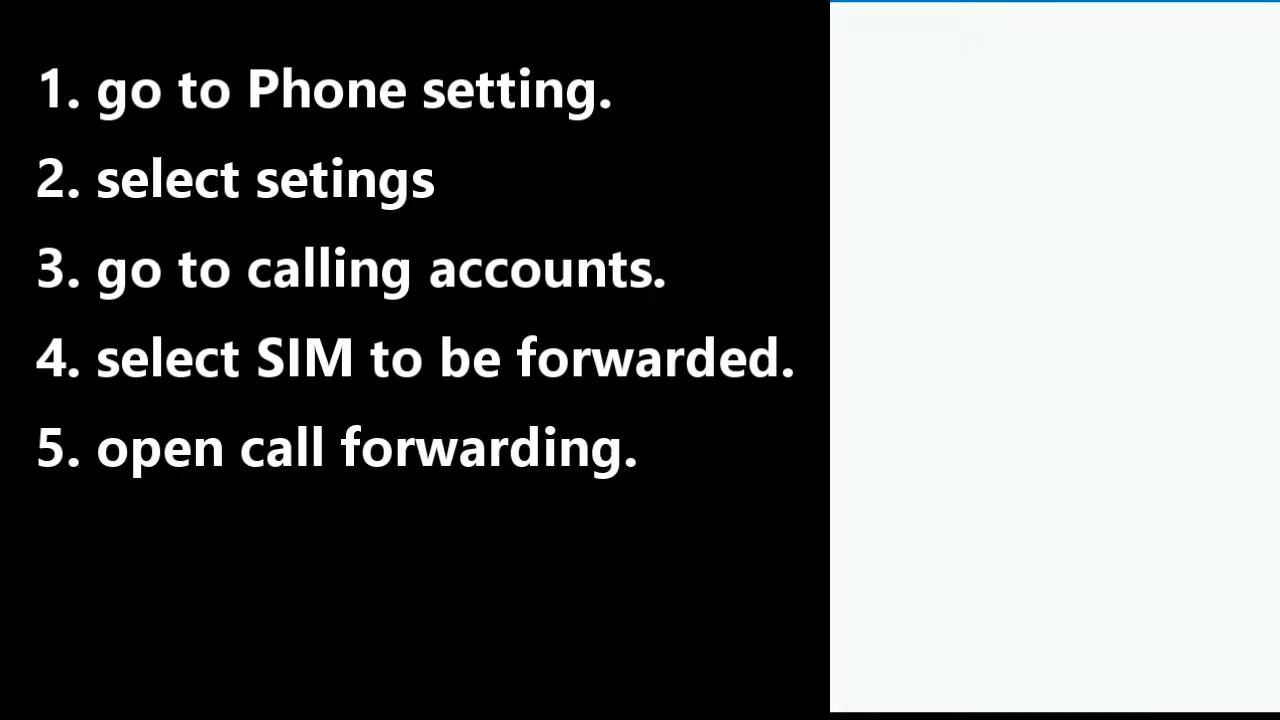 1. go to Phone setting.
2. select setings
3. go to calling accounts.
4. select SIM to be forwarded.
5. open call forwarding.